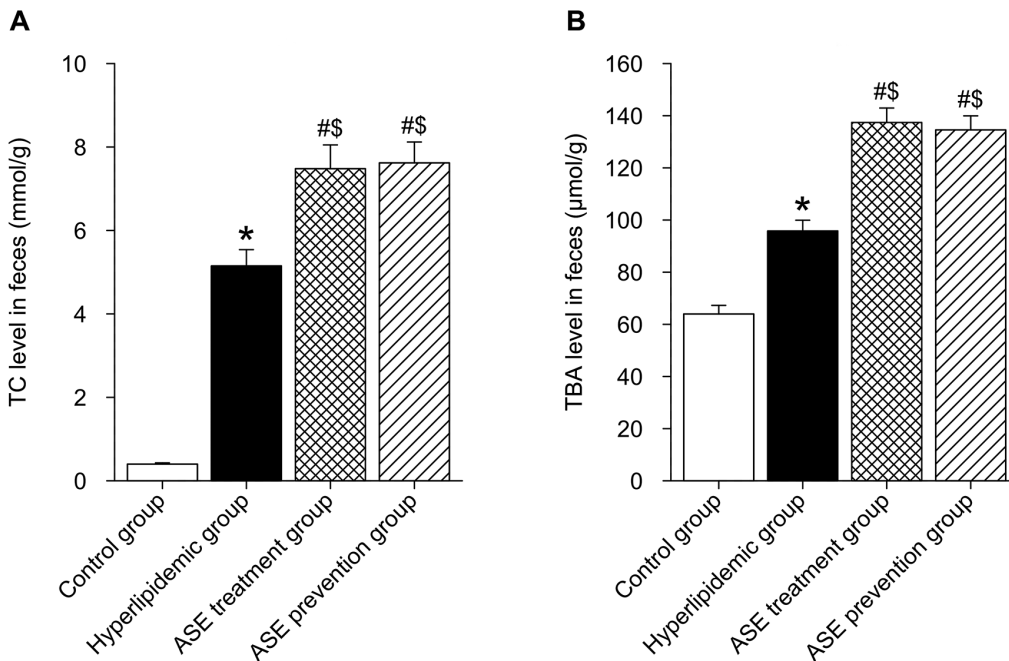 A
TC level in feces (mmol/g)
10
8
6
4
2
0
*
#$
#$
Control group
Hyperlipidemic group
ASE treatment group
ASE prevention group
B
TBA level in feces (μmol/g)
160
140
120
100
80
60
40
20
0
*
#$
#$
Control group
Hyperlipidemic group
ASE treatment group
ASE prevention group